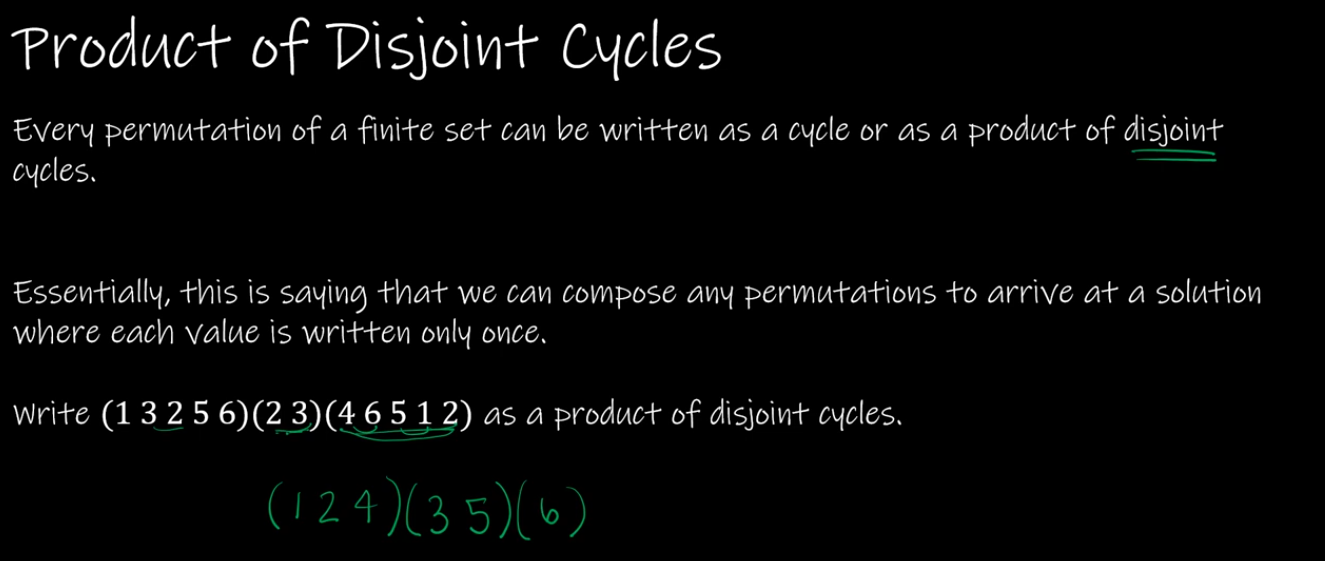 Product of Disjoint Cycles
Every permutation of a finite set can be written as a cycle or as a product of disjoint
cycles.
Essentially, this is saying that we can compose any permutations to arrive at a solution
where each value is written only once.
Write (1 3 2 5 6)(2 3)(4 6 5 1 2) as a product of disjoint cycles.
(1 2 4)(3 5)(6)